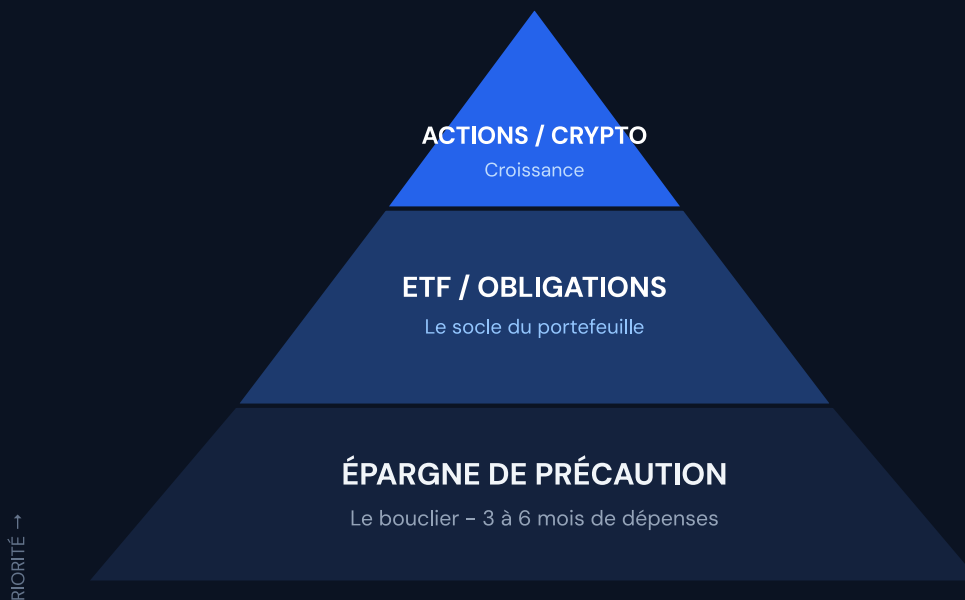 ACTIONS / CRYPTO
Croissance
ETF / OBLIGATIONS
Le socle du portefeuille
ÉPARGNE DE PRÉCAUTION
Le bouclier - 3 à 6 mois de dépenses
RIORITÉ →